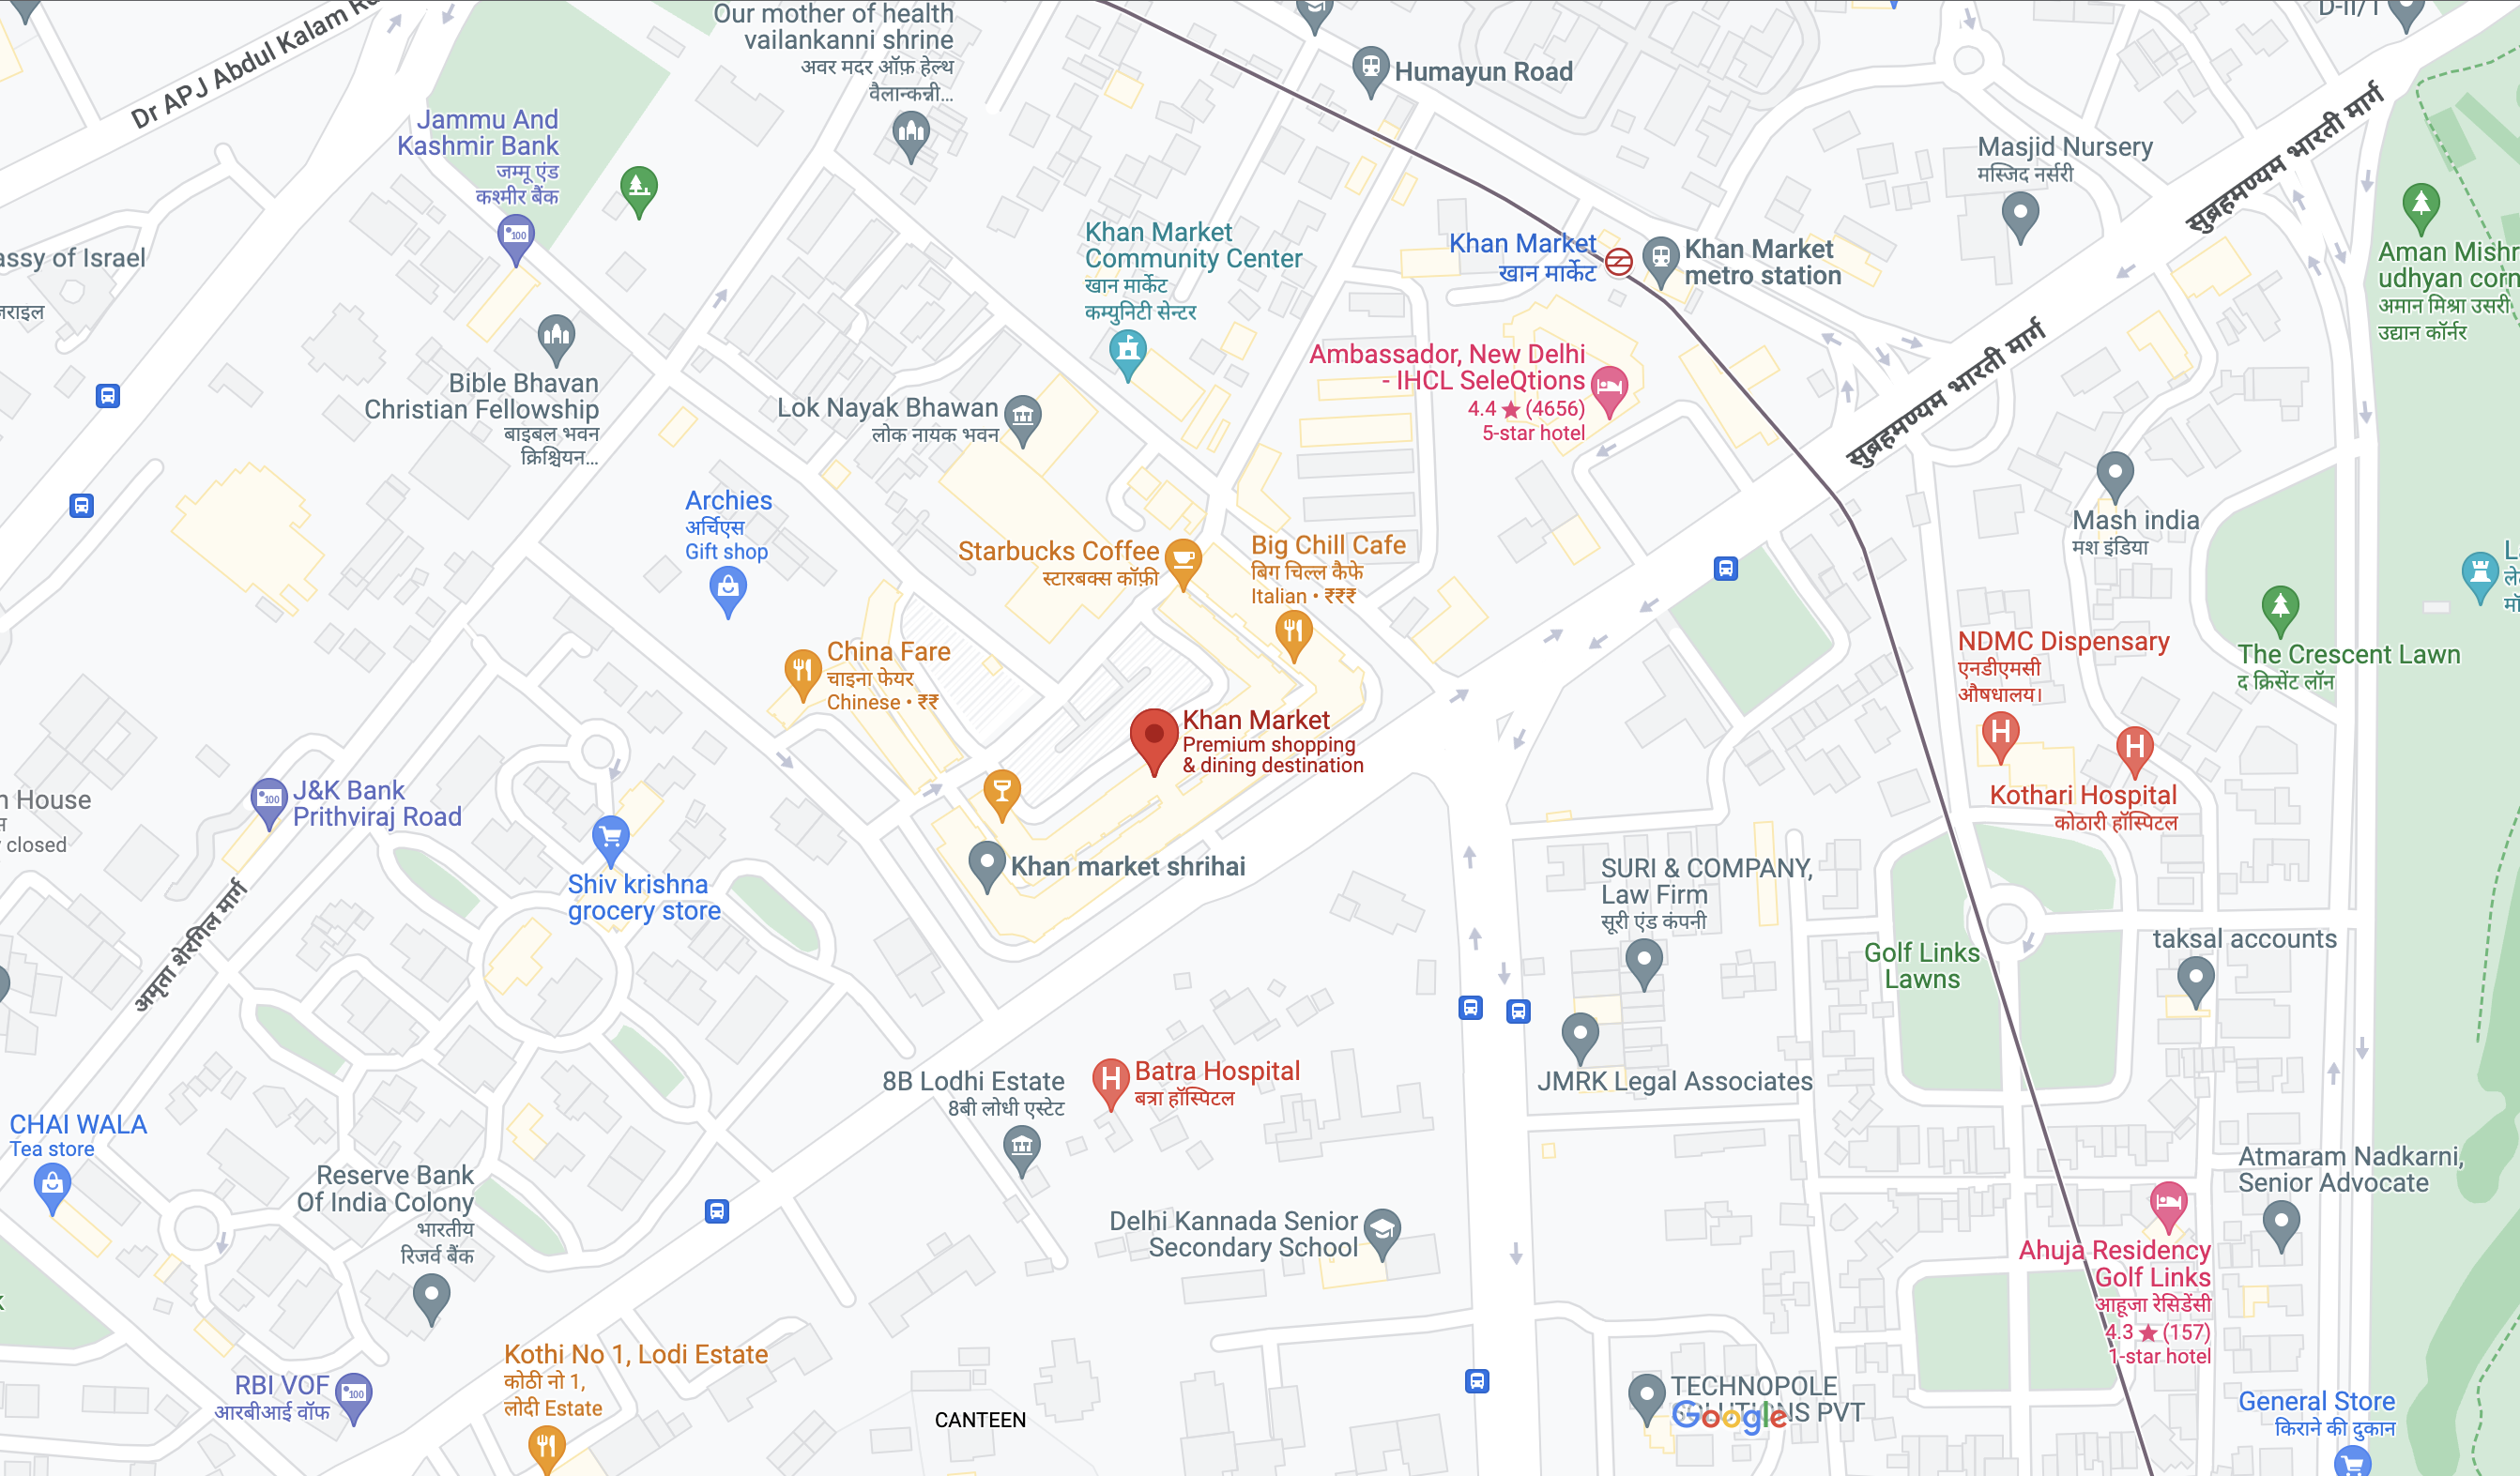 Dr APJ Abdul Kalam
Our mother of health
vailankanni shrine
अवर मदर ऑफ़ हेल्थ
वैलान्कन्नी...
Humayun Road
D-II/1
Jammu And
Kashmir Bank
जम्मू एंड
कश्मीर बैंक
Masjid Nursery
मस्जिद नर्सरी
सुब्रहमण्यम भारती मार्ग
Embassy of Israel
Khan Market
Community Center
खान मार्केट
कम्युनिटी सेन्टर
Khan Market
खान मार्केट
Khan Market
metro station
Aman Mishr
udhyan corn
अमान मिश्रा उसरी
उद्यान कॉर्नर
Bible Bhavan
Christian Fellowship
बाइबल भवन
क्रिश्चियन...
Lok Nayak Bhawan
लोक नायक भवन
Ambassador, New Delhi
- IHCL SeleQtions
4.4 ★ (4656)
5-star hotel
सुब्रहमण्यम भारती मार्ग
Archies
अर्चिएस
Gift shop
Starbucks Coffee
स्टारबक्स कॉफ़ी
Big Chill Cafe
बिग चिल्ल कैफे
Italian • ₹₹₹
Mash india
मश इंडिया
China Fare
चाइना फेयर
Chinese • ₹₹
NDMC Dispensary
एनडीएमसी
औषधालय।
The Crescent Lawn
द क्रिसेंट लॉन
Khan Market
Premium shopping
& dining destination
J&K Bank
Prithviraj Road
House
closed
Kothari Hospital
कोठारी हॉस्पिटल
Khan market shrihai
Shiv krishna
grocery store
SURI & COMPANY,
Law Firm
सूरी एंड कंपनी
अमृता शेरगिल मार्ग
Golf Links
Lawns
taksal accounts
8B Lodhi Estate
8बी लोधी एस्टेट
Batra Hospital
बत्रा हॉस्पिटल
JMRK Legal Associates
CHAI WALA
Tea store
Reserve Bank
Of India Colony
भारतीय
रिजर्व बैंक
Delhi Kannada Senior
Secondary School
Atmaram Nadkarni,
Senior Advocate
Ahuja Residency
Golf Links
आहूजा रेसिडेंसी
4.3 ★ (157)
1-star hotel
Kothi No 1, Lodi Estate
कोठी नो 1,
लोदी Estate
RBI VOF
आरबीआई वॉफ
CANTEEN
TECHNOPOLE
SOLUTIONS PVT
Google
General Store
किराने की दुकान